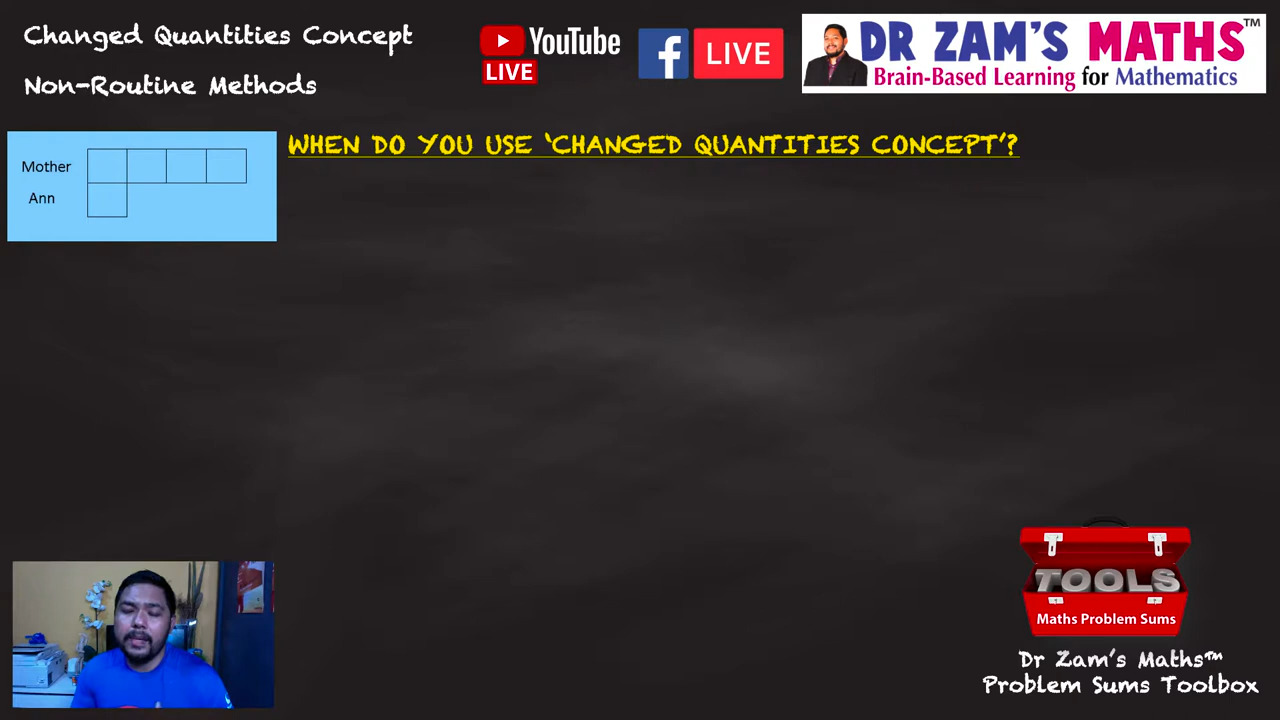 Changed Quantities Concept
Non-Routine Methods
YouTube
LIVE
f LIVE
DR ZAM'S MATHS™
Brain-Based Learning for Mathematics
WHEN DO YOU USE ‘CHANGED QUANTITIES CONCEPT’?
Mother
Ann
TOOLS
Maths Problem Sums
Dr Zam's Maths™
Problem Sums Toolbox